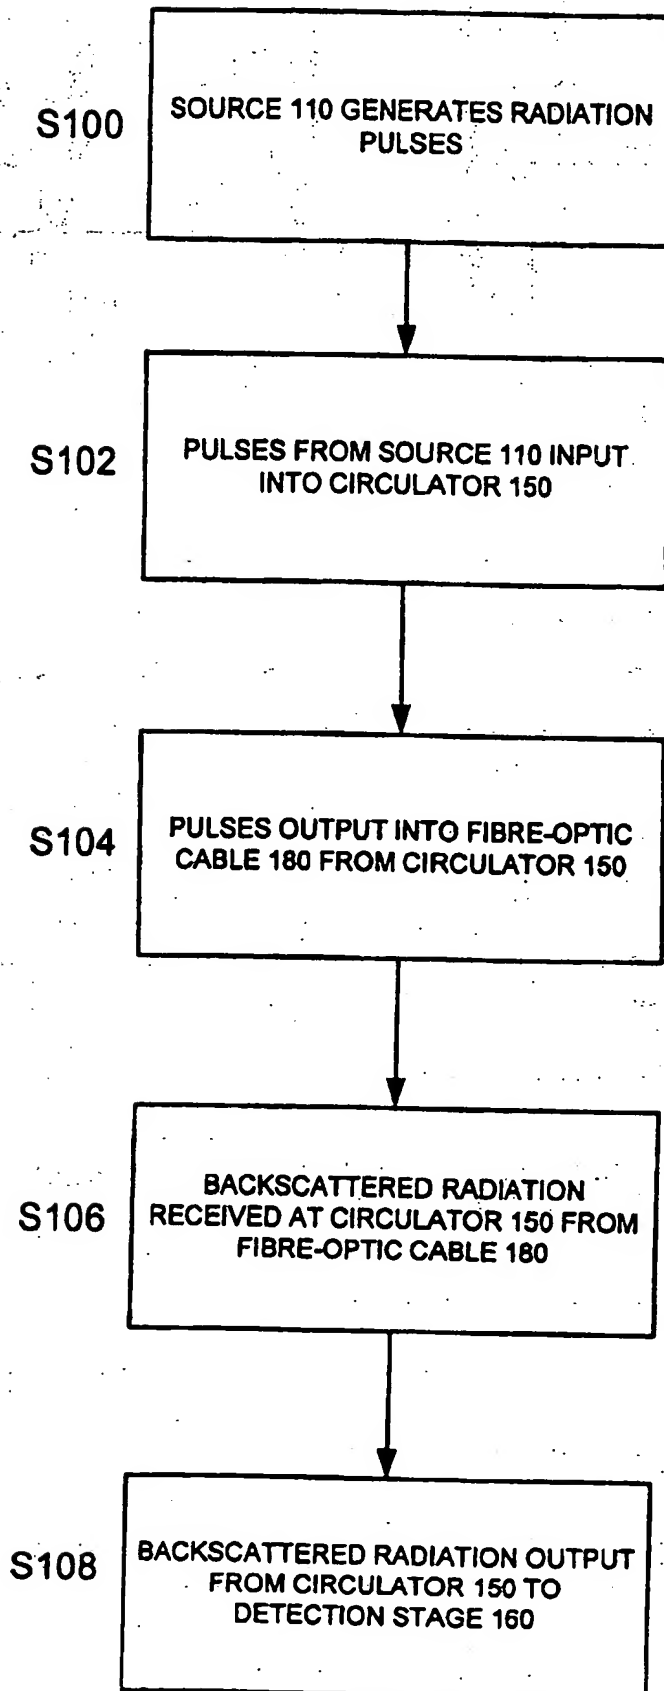 S100
SOURCE 110 GENERATES RADIATION
PULSES
S102
PULSES FROM SOURCE 110 INPUT
INTO CIRCULATOR 150
S104
PULSES OUTPUT INTO FIBRE-OPTIC
CABLE 180 FROM CIRCULATOR 150
S106
BACKSCATTERED RADIATION
RECEIVED AT CIRCULATOR 150 FROM
FIBRE-OPTIC CABLE 180
S108
BACKSCATTERED RADIATION OUTPUT
FROM CIRCULATOR 150 TO
DETECTION STAGE 160